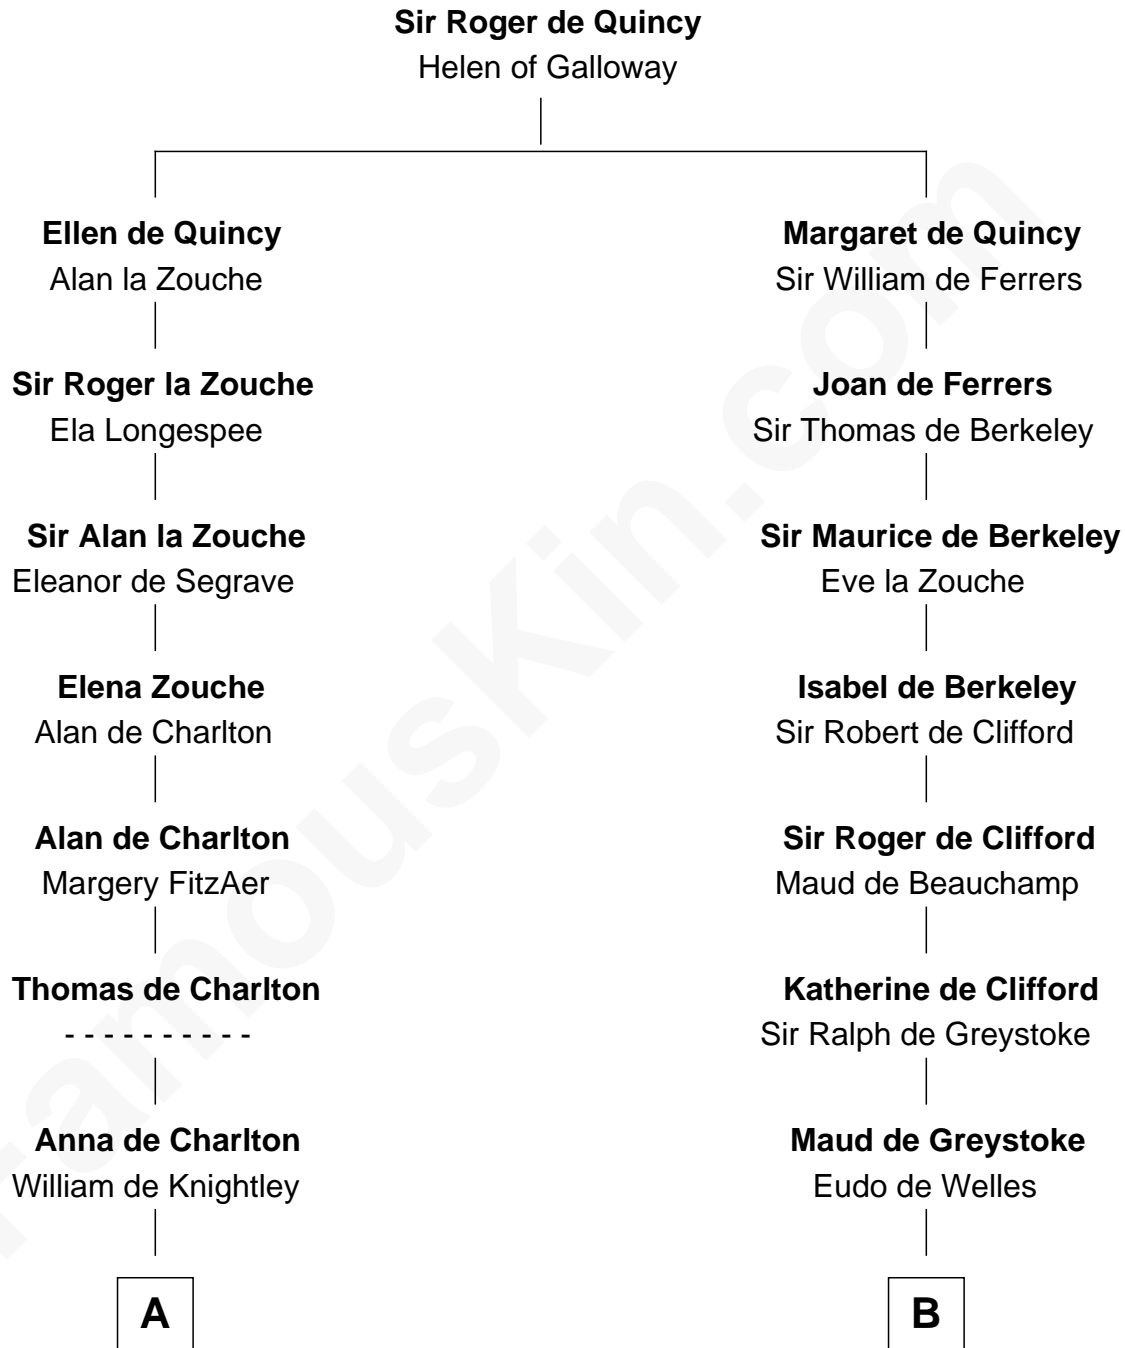 Sir Roger de Quincy
Helen of Galloway
Ellen de Quincy
Alan la Zouche
Margaret de Quincy
Sir William de Ferrers
Sir Roger la Zouche
Ela Longespee
Joan de Ferrers
Sir Thomas de Berkeley
Sir Alan la Zouche
Eleanor de Segrave
Sir Maurice de Berkeley
Eve la Zouche
Elena Zouche
Alan de Charlton
Isabel de Berkeley
Sir Robert de Clifford
Alan de Charlton
Margery FitzAer
Sir Roger de Clifford
Maud de Beauchamp
Thomas de Charlton
- - - - - - - - - -
Katherine de Clifford
Sir Ralph de Greystoke
Anna de Charlton
William de Knightley
Maud de Greystoke
Eudo de Welles
A
B
FamousKin.com